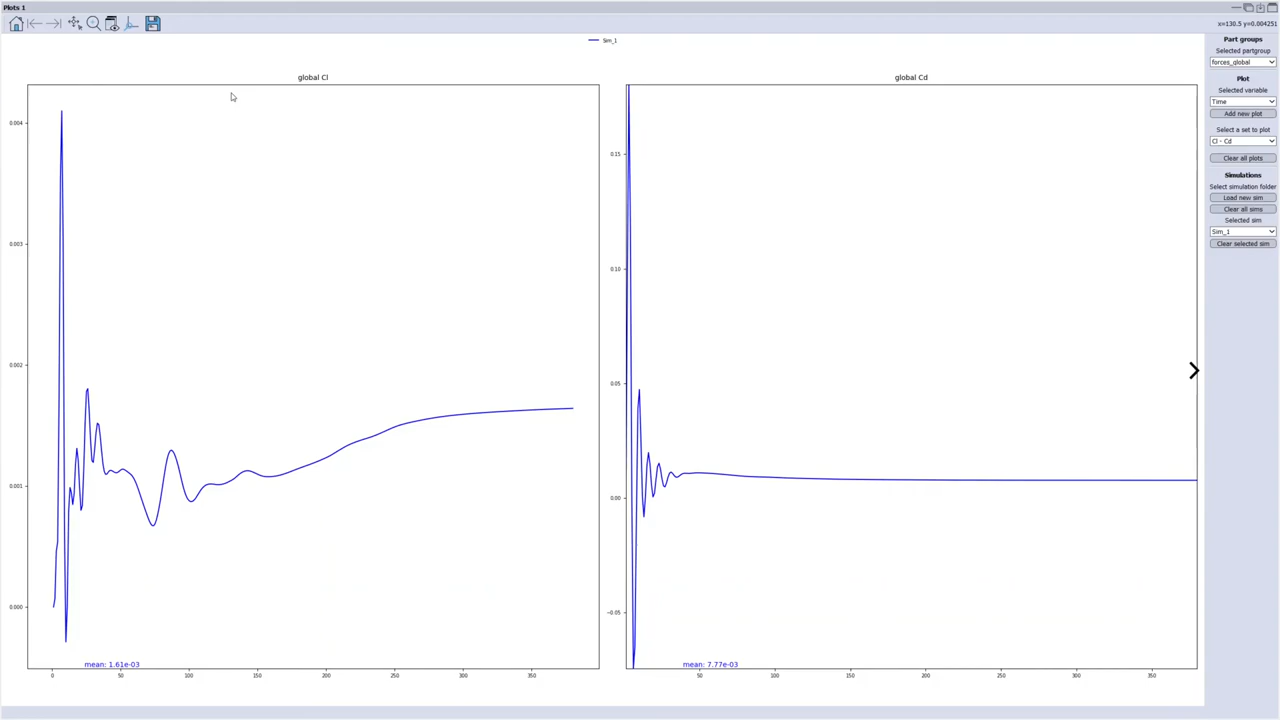 Plots 1
x=130.5 y=0.004251
Sim_1
global Cl
0.004
0.003
0.002
0.001
0.000
mean: 1.61e-03
0 50 100 150 200 250 300 350
global Cd
0.15
0.10
0.05
0.00
−0.05
mean: 7.77e-03
50 100 150 200 250 300 350
Part groups
Selected partgroup
forces_global
Plot
Selected variable
Time
Add new plot
Select a set to plot
Cl - Cd
Clear all plots
Simulations
Select simulation folder
Load new sim
Clear all sims
Selected sim
Sim_1
Clear selected sim